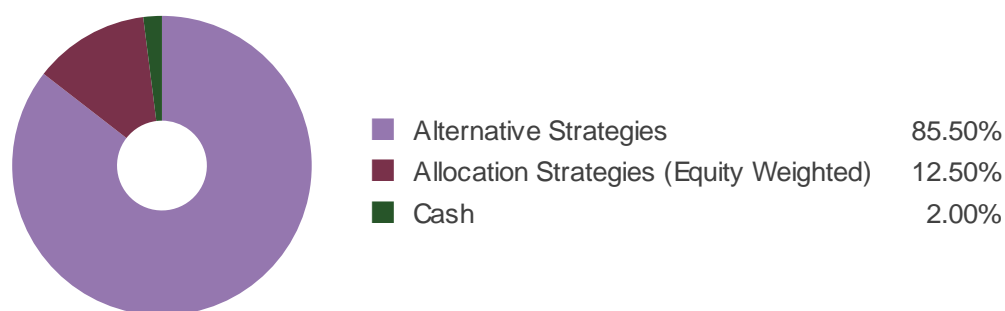 Alternative Strategies 85.50%
Allocation Strategies (Equity Weighted) 12.50%
Cash 2.00%